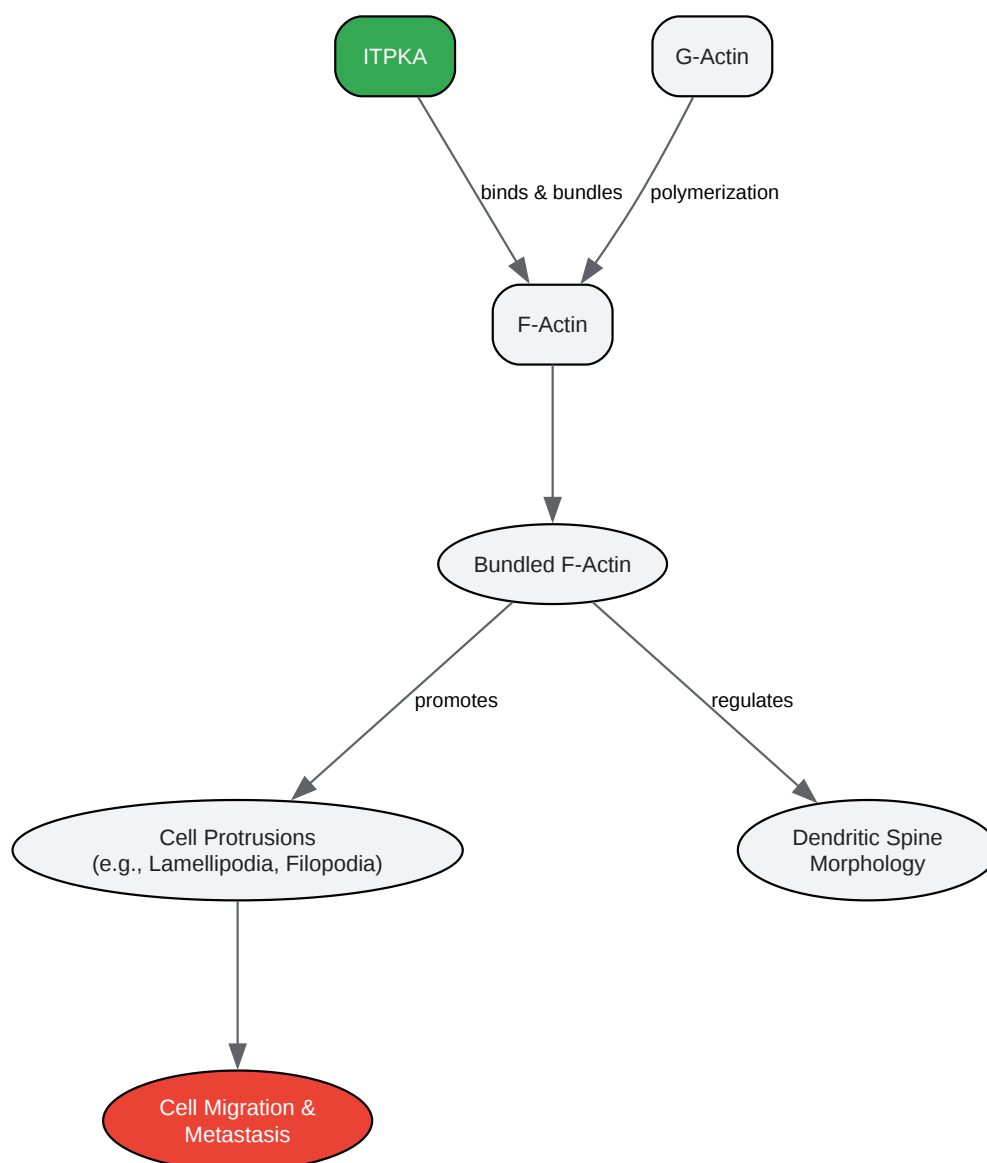 ITPKA
G-Actin
binds & bundles
polymerization
F-Actin
Bundled F-Actin
promotes
regulates
Cell Protrusions
(e.g., Lamellipodia, Filopodia)
Dendritic Spine
Morphology
Cell Migration &
Metastasis